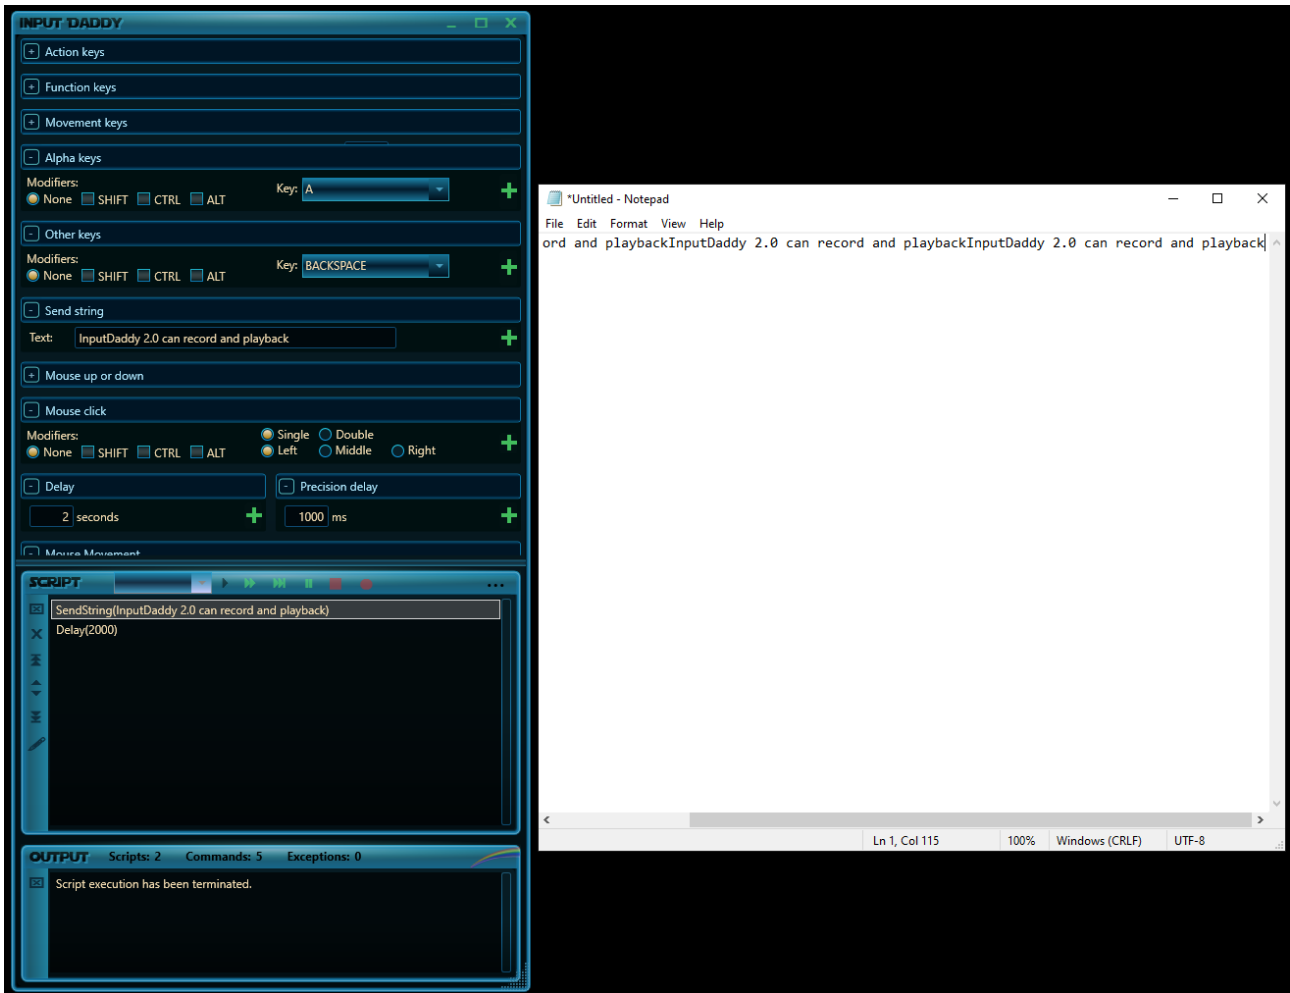 INPUT DADDY
+ Action keys
+ Function keys
+ Movement keys
- Alpha keys
Modifiers:
None SHIFT CTRL ALT
Key: A
- Other keys
Modifiers:
None SHIFT CTRL ALT
Key: BACKSPACE
- Send string
Text: InputDaddy 2.0 can record and playback
+ Mouse up or down
- Mouse click
Modifiers:
None SHIFT CTRL ALT
Single Double
Left Middle Right
- Delay
2 seconds
- Precision delay
1000 ms
- Mouse Movement
SCRIPT
SendString(InputDaddy 2.0 can record and playback)
Delay(2000)
OUTPUT Scripts: 2 Commands: 5 Exceptions: 0
Script execution has been terminated.
*Untitled - Notepad
File Edit Format View Help
ord and playbackInputDaddy 2.0 can record and playbackInputDaddy 2.0 can record and playback
Ln 1, Col 115 100% Windows (CRLF) UTF-8